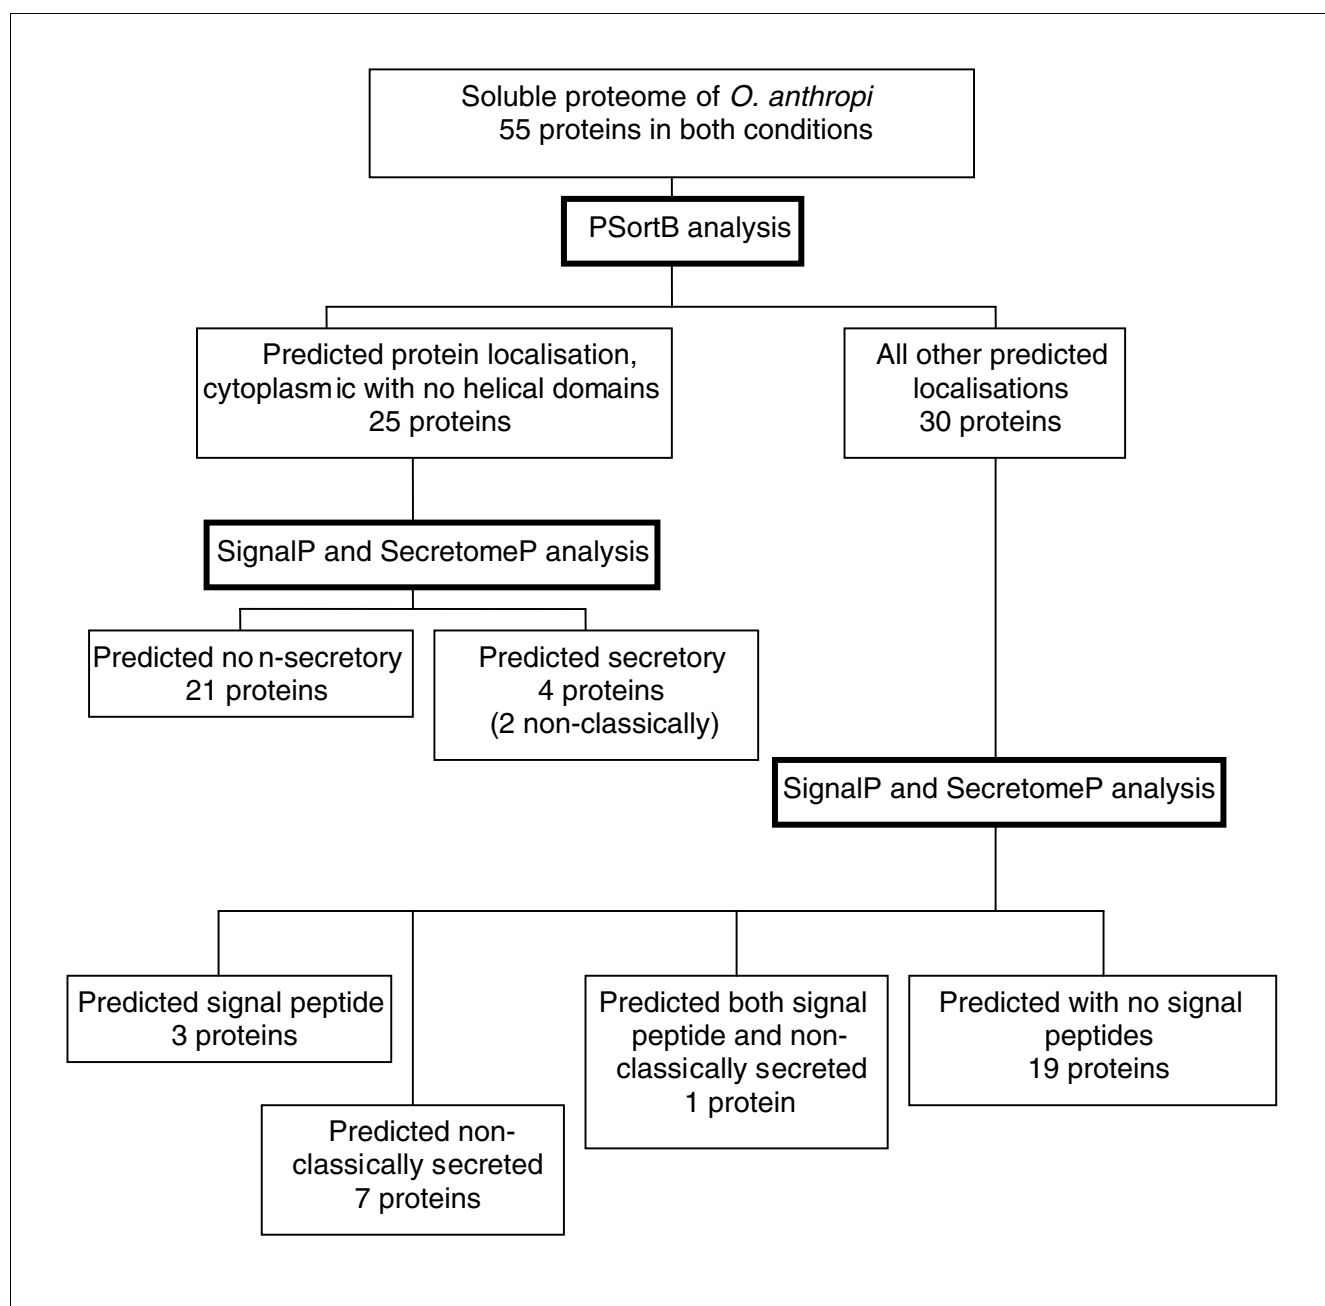 Soluble proteome of O. anthropi
55 proteins in both conditions
PSortB analysis
Predicted protein localisation,
cytoplasmic with no helical domains
25 proteins
All other predicted
localisations
30 proteins
SignalP and SecretomeP analysis
Predicted non-secretory
21 proteins
Predicted secretory
4 proteins
(2 non-classically)
SignalP and SecretomeP analysis
Predicted signal peptide
3 proteins
Predicted non-
classically secreted
7 proteins
Predicted both signal
peptide and non-
classically secreted
1 protein
Predicted with no signal
peptides
19 proteins